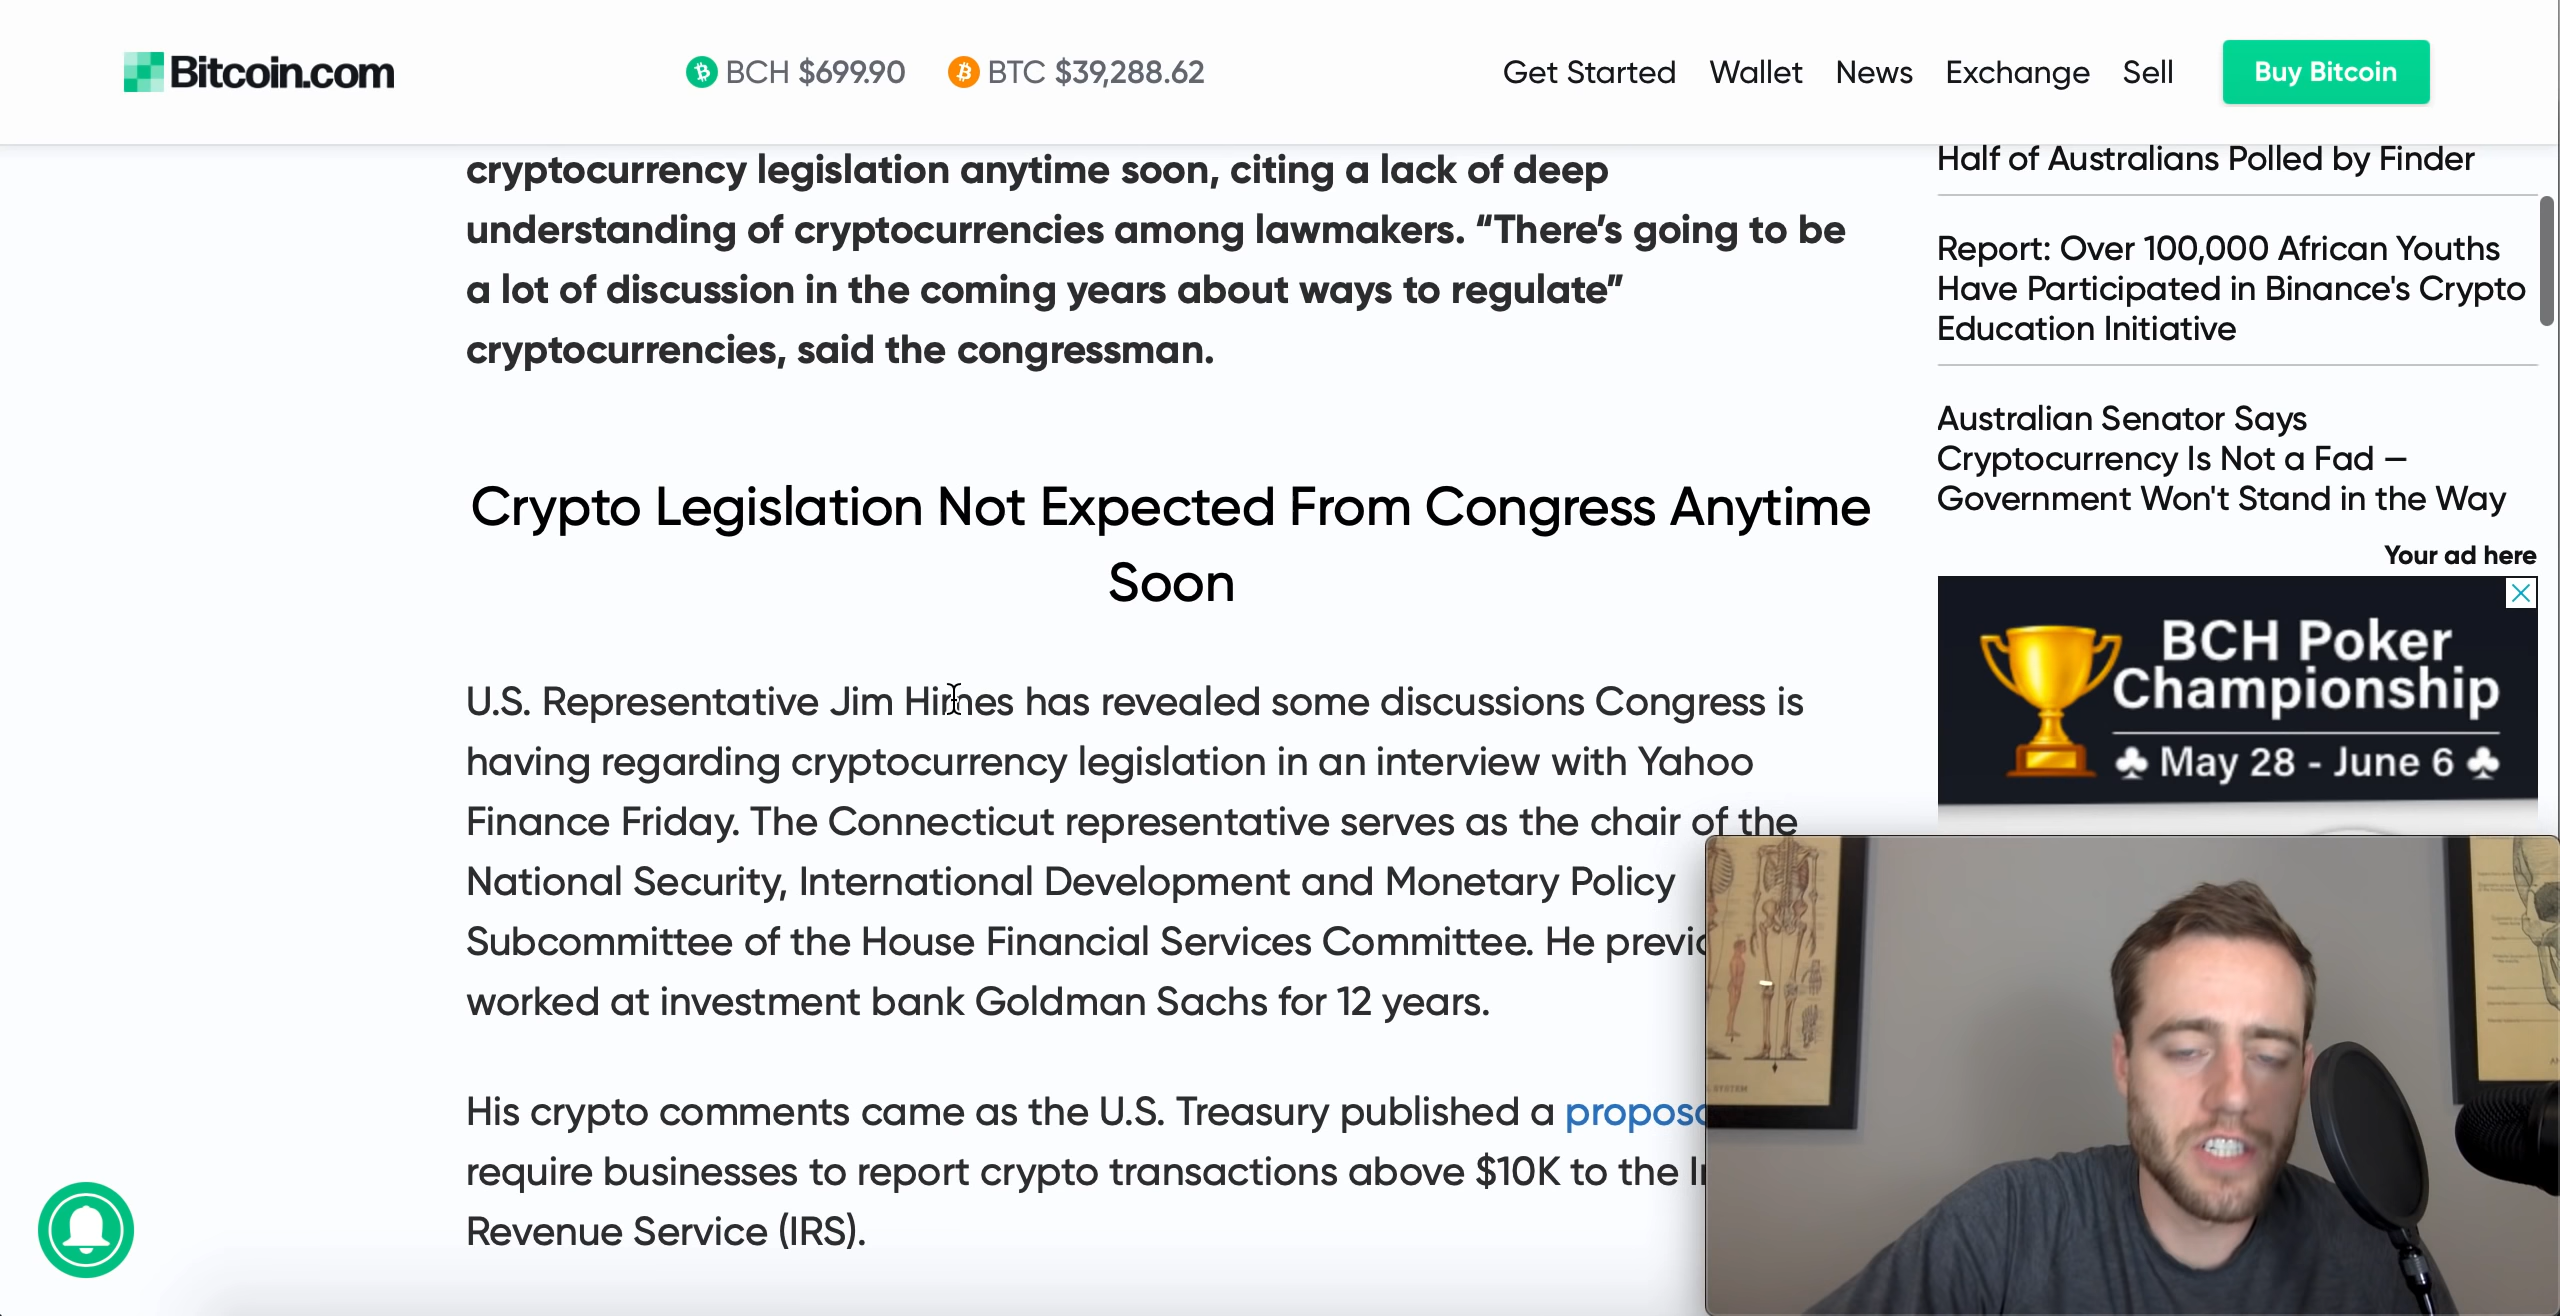 Bitcoin.com
BCH $699.90 BTC $39,288.62
Get Started Wallet News Exchange Sell Buy Bitcoin
cryptocurrency legislation anytime soon, citing a lack of deep
understanding of cryptocurrencies among lawmakers. “There’s going to be
a lot of discussion in the coming years about ways to regulate”
cryptocurrencies, said the congressman.
Crypto Legislation Not Expected From Congress Anytime
Soon
U.S. Representative Jim Himes has revealed some discussions Congress is
having regarding cryptocurrency legislation in an interview with Yahoo
Finance Friday. The Connecticut representative serves as the chair of the
National Security, International Development and Monetary Policy
Subcommittee of the House Financial Services Committee. He
worked at investment bank Goldman Sachs for 12 years.
His crypto comments came as the U.S. Treasury published a
require businesses to report crypto transactions above $10K to the
Revenue Service (IRS).
Half of Australians Polled by Finder
Report: Over 100,000 African Youths
Have Participated in Binance's Crypto
Education Initiative
Australian Senator Says
Cryptocurrency Is Not a Fad —
Government Won't Stand in the Way
Your ad here
BCH Poker
Championship
♣ May 28 - June 6 ♣